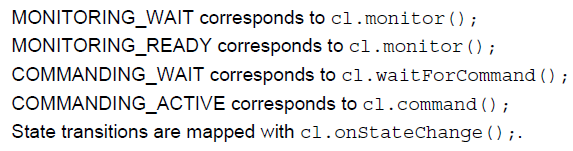 MONITORING_WAIT corresponds to cl.monitor();
MONITORING_READY corresponds to cl.monitor();
COMMANDING_WAIT corresponds to cl.waitForCommand();
COMMANDING_ACTIVE corresponds to cl.command();
State transitions are mapped with cl.onStateChange();.